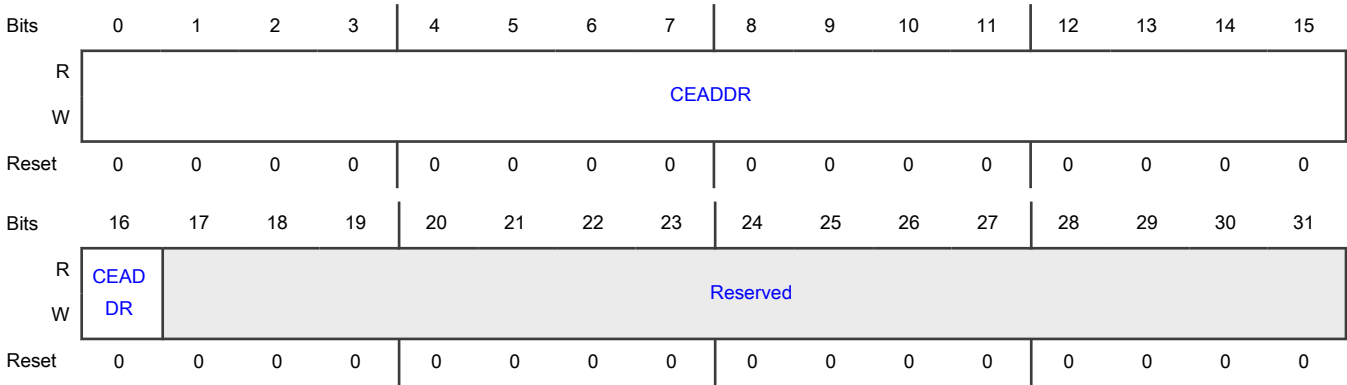 Bits 0 1 2 3 4 5 6 7 8 9 10 11 12 13 14 15
R
CEADDR
W
Reset 0 0 0 0 0 0 0 0 0 0 0 0 0 0 0 0
Bits 16 17 18 19 20 21 22 23 24 25 26 27 28 29 30 31
R
CEAD
DR
Reserved
W
Reset 0 0 0 0 0 0 0 0 0 0 0 0 0 0 0 0